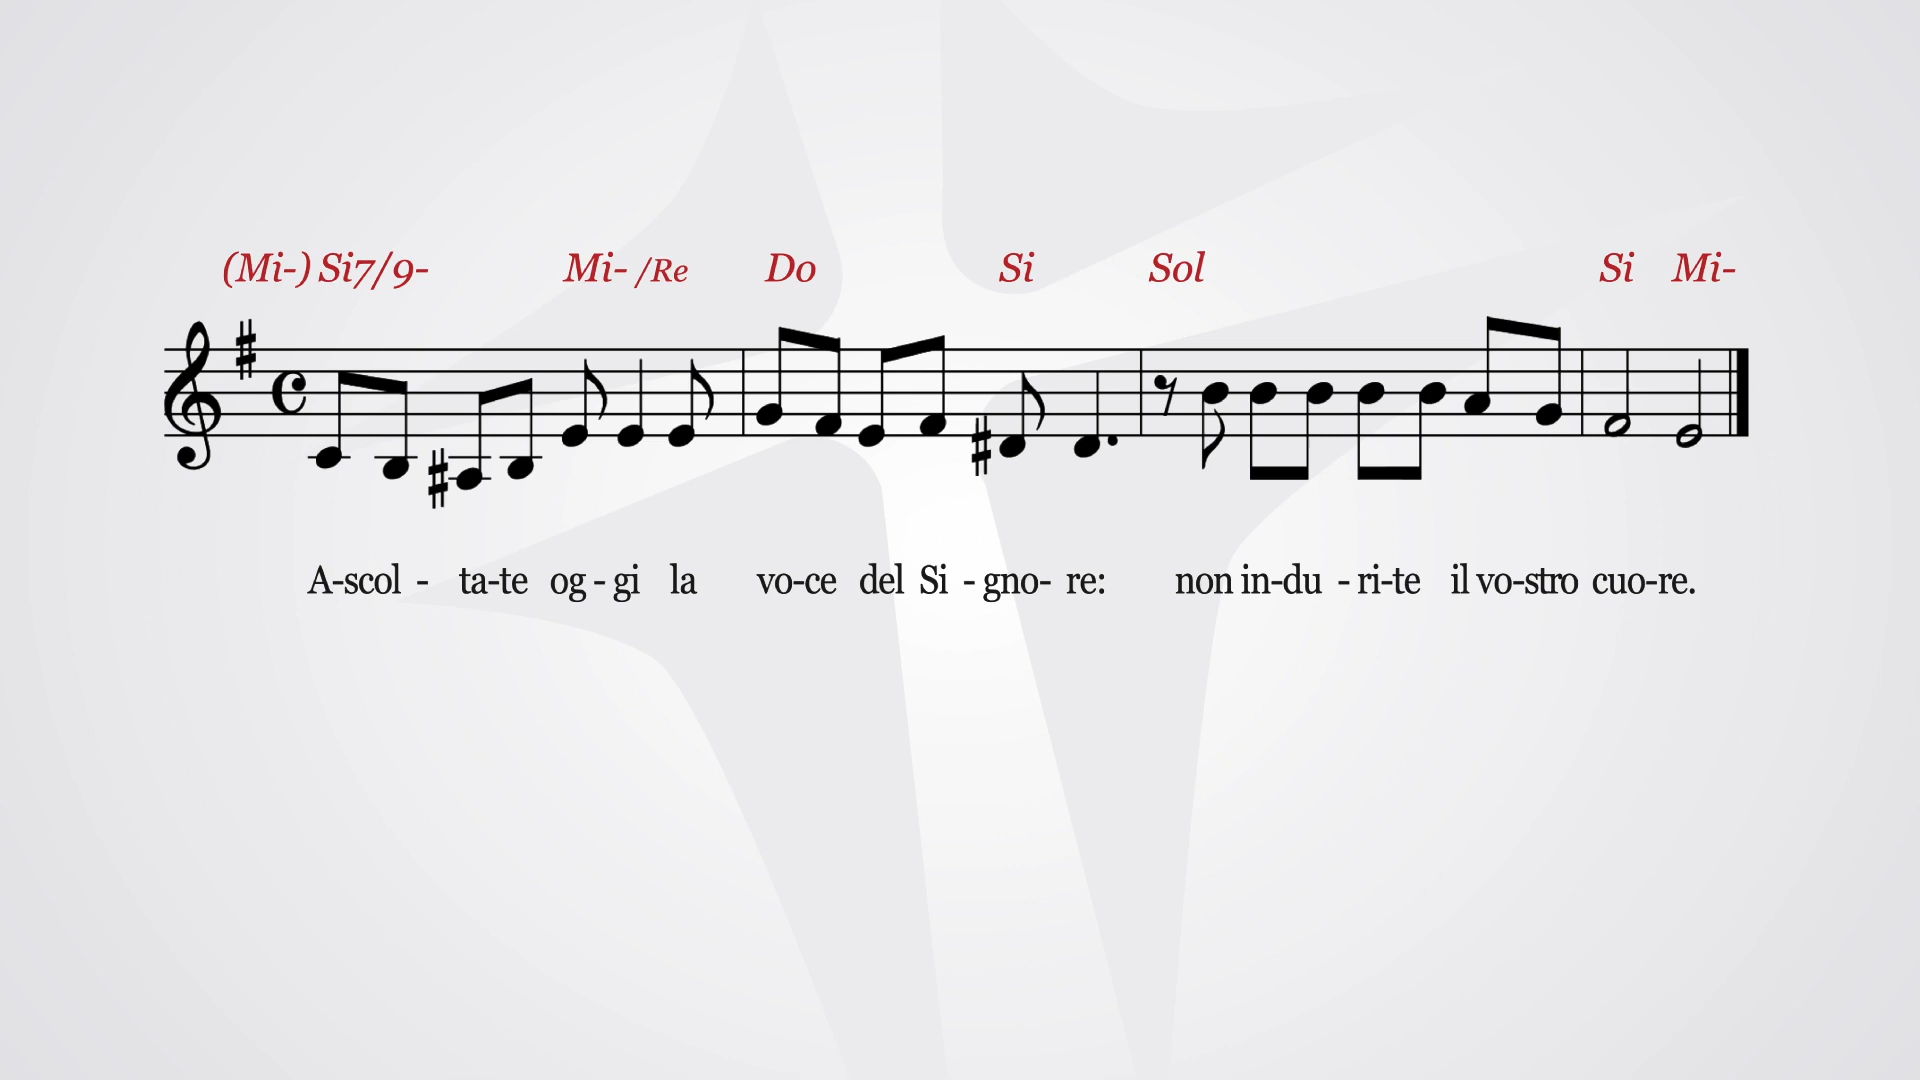 (Mi-) Si7/9- Mi- /Re Do Si Sol Si Mi-
A-scol - ta-te og - gi la vo-ce del Si - gno- re: non in-du - ri-te il vo-stro cuo-re.